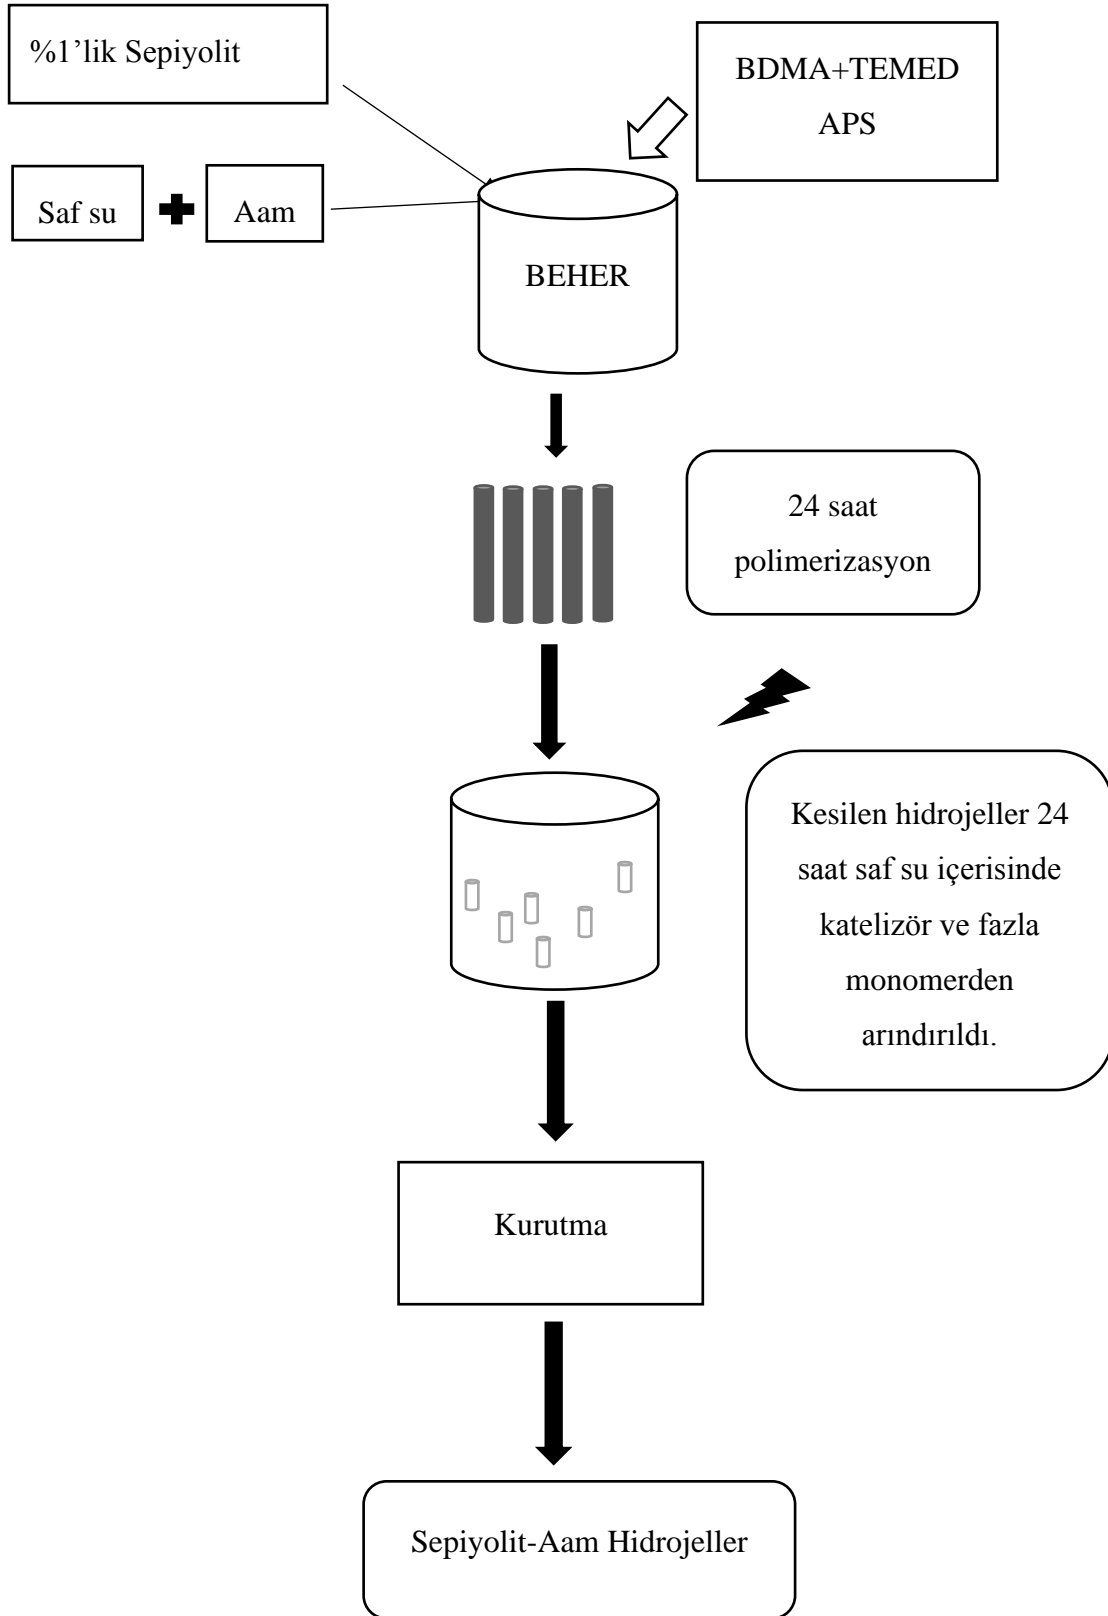 %1’lik Sepiyolit
BDMA+TEMED
APS
Saf su
Aam
BEHER
24 saat
polimerizasyon
Kesilen hidrojeller 24
saat saf su içerisinde
katelizör ve fazla
monomerden
arındırıldı.
Kurutma
Sepiyolit-Aam Hidrojeller